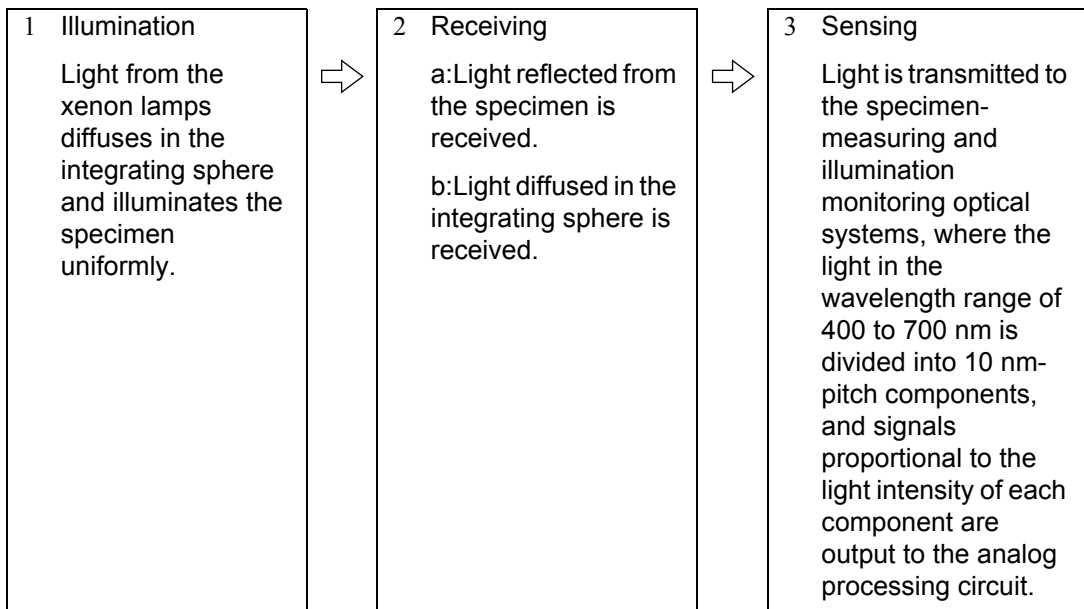 1 Illumination
Light from the
xenon lamps
diffuses in the
integrating sphere
and illuminates the
specimen
uniformly.
2 Receiving
a:Light reflected from
the specimen is
received.
b:Light diffused in the
integrating sphere is
received.
3 Sensing
Light is transmitted to
the specimen-
measuring and
illumination
monitoring optical
systems, where the
light in the
wavelength range of
400 to 700 nm is
divided into 10 nm-
pitch components,
and signals
proportional to the
light intensity of each
component are
output to the analog
processing circuit.